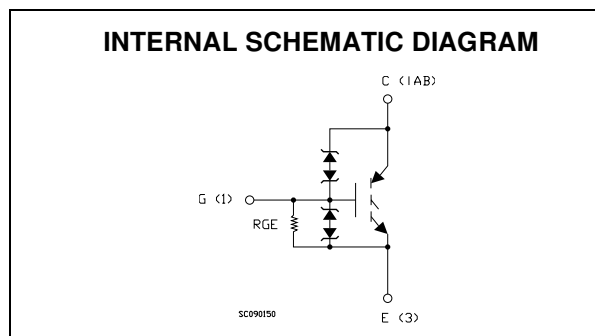 INTERNAL SCHEMATIC DIAGRAM
C (TAB)
G (1)
RGE
SC090150
E (3)